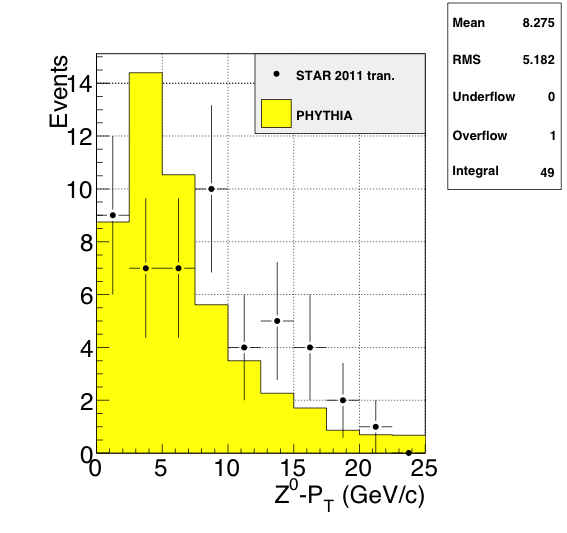 Mean 8.275
RMS 5.182
Underflow 0
Overflow 1
Integral 49
Events
STAR 2011 tran.
PHYTHIA
14
12
10
8
6
4
2
0
0 5 10 15 20 25
Z⁰-P_T (GeV/c)